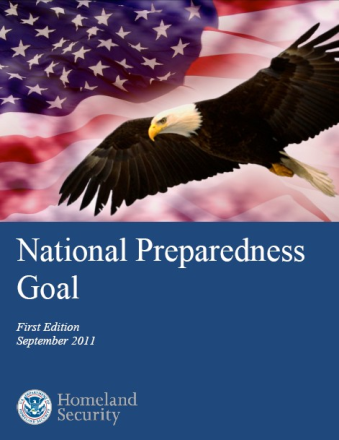 National Preparedness
Goal
First Edition
September 2011
Homeland
Security